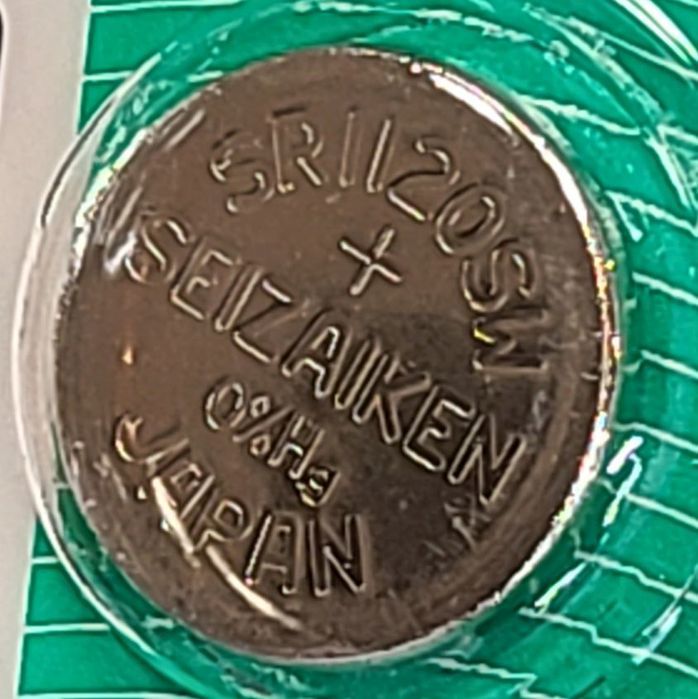 SR1120SW
+
SEIZAIKEN
0%Hg
JAPAN